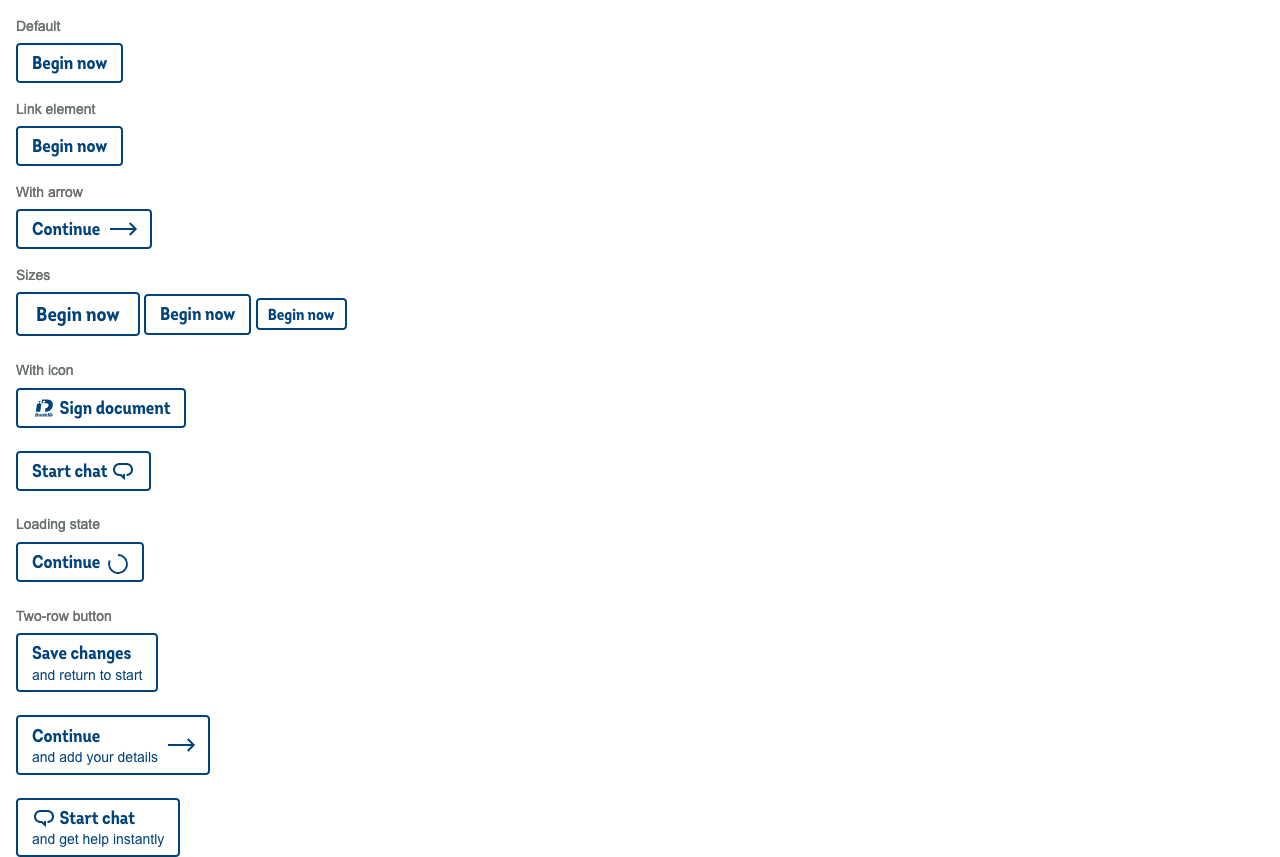 Default
Begin now
Link element
Begin now
With arrow
Continue
Sizes
Begin now Begin now Begin now
With icon
BankID Sign document
Start chat
Loading state
Continue
Two-row button
Save changes
and return to start
Continue
and add your details
Start chat
and get help instantly